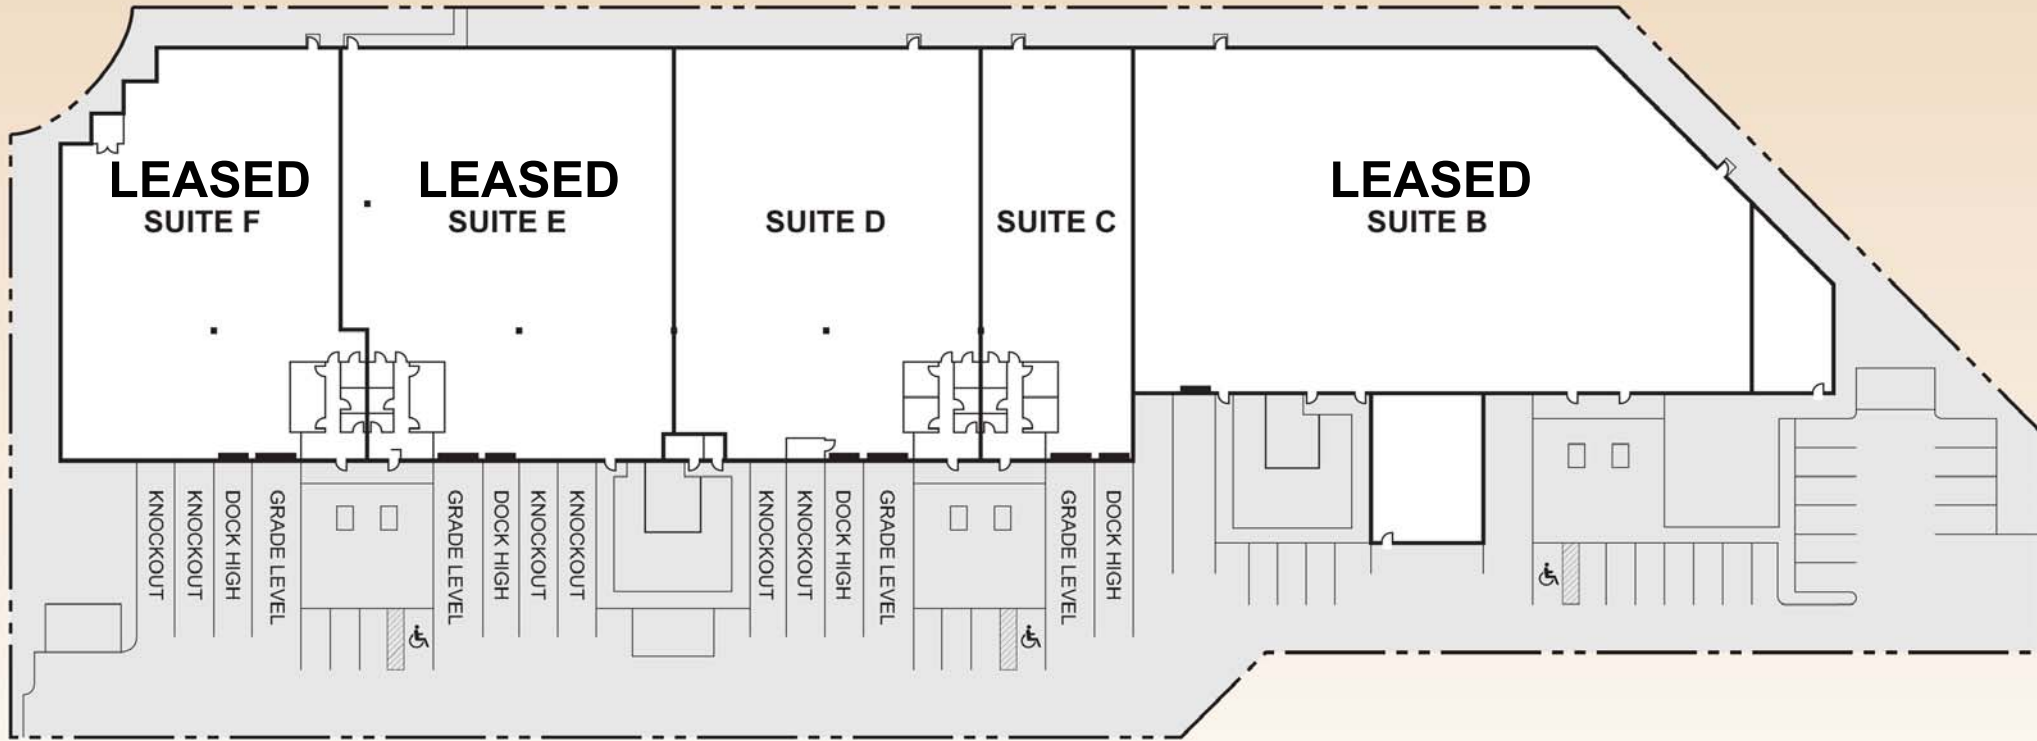 LEASED
SUITE F
LEASED
SUITE E
SUITE D
SUITE C
LEASED
SUITE B
KNOCKOUT
KNOCKOUT
DOCK HIGH
GRADE LEVEL
GRADE LEVEL
DOCK HIGH
KNOCKOUT
KNOCKOUT
KNOCKOUT
KNOCKOUT
DOCK HIGH
GRADE LEVEL
GRADE LEVEL
DOCK HIGH